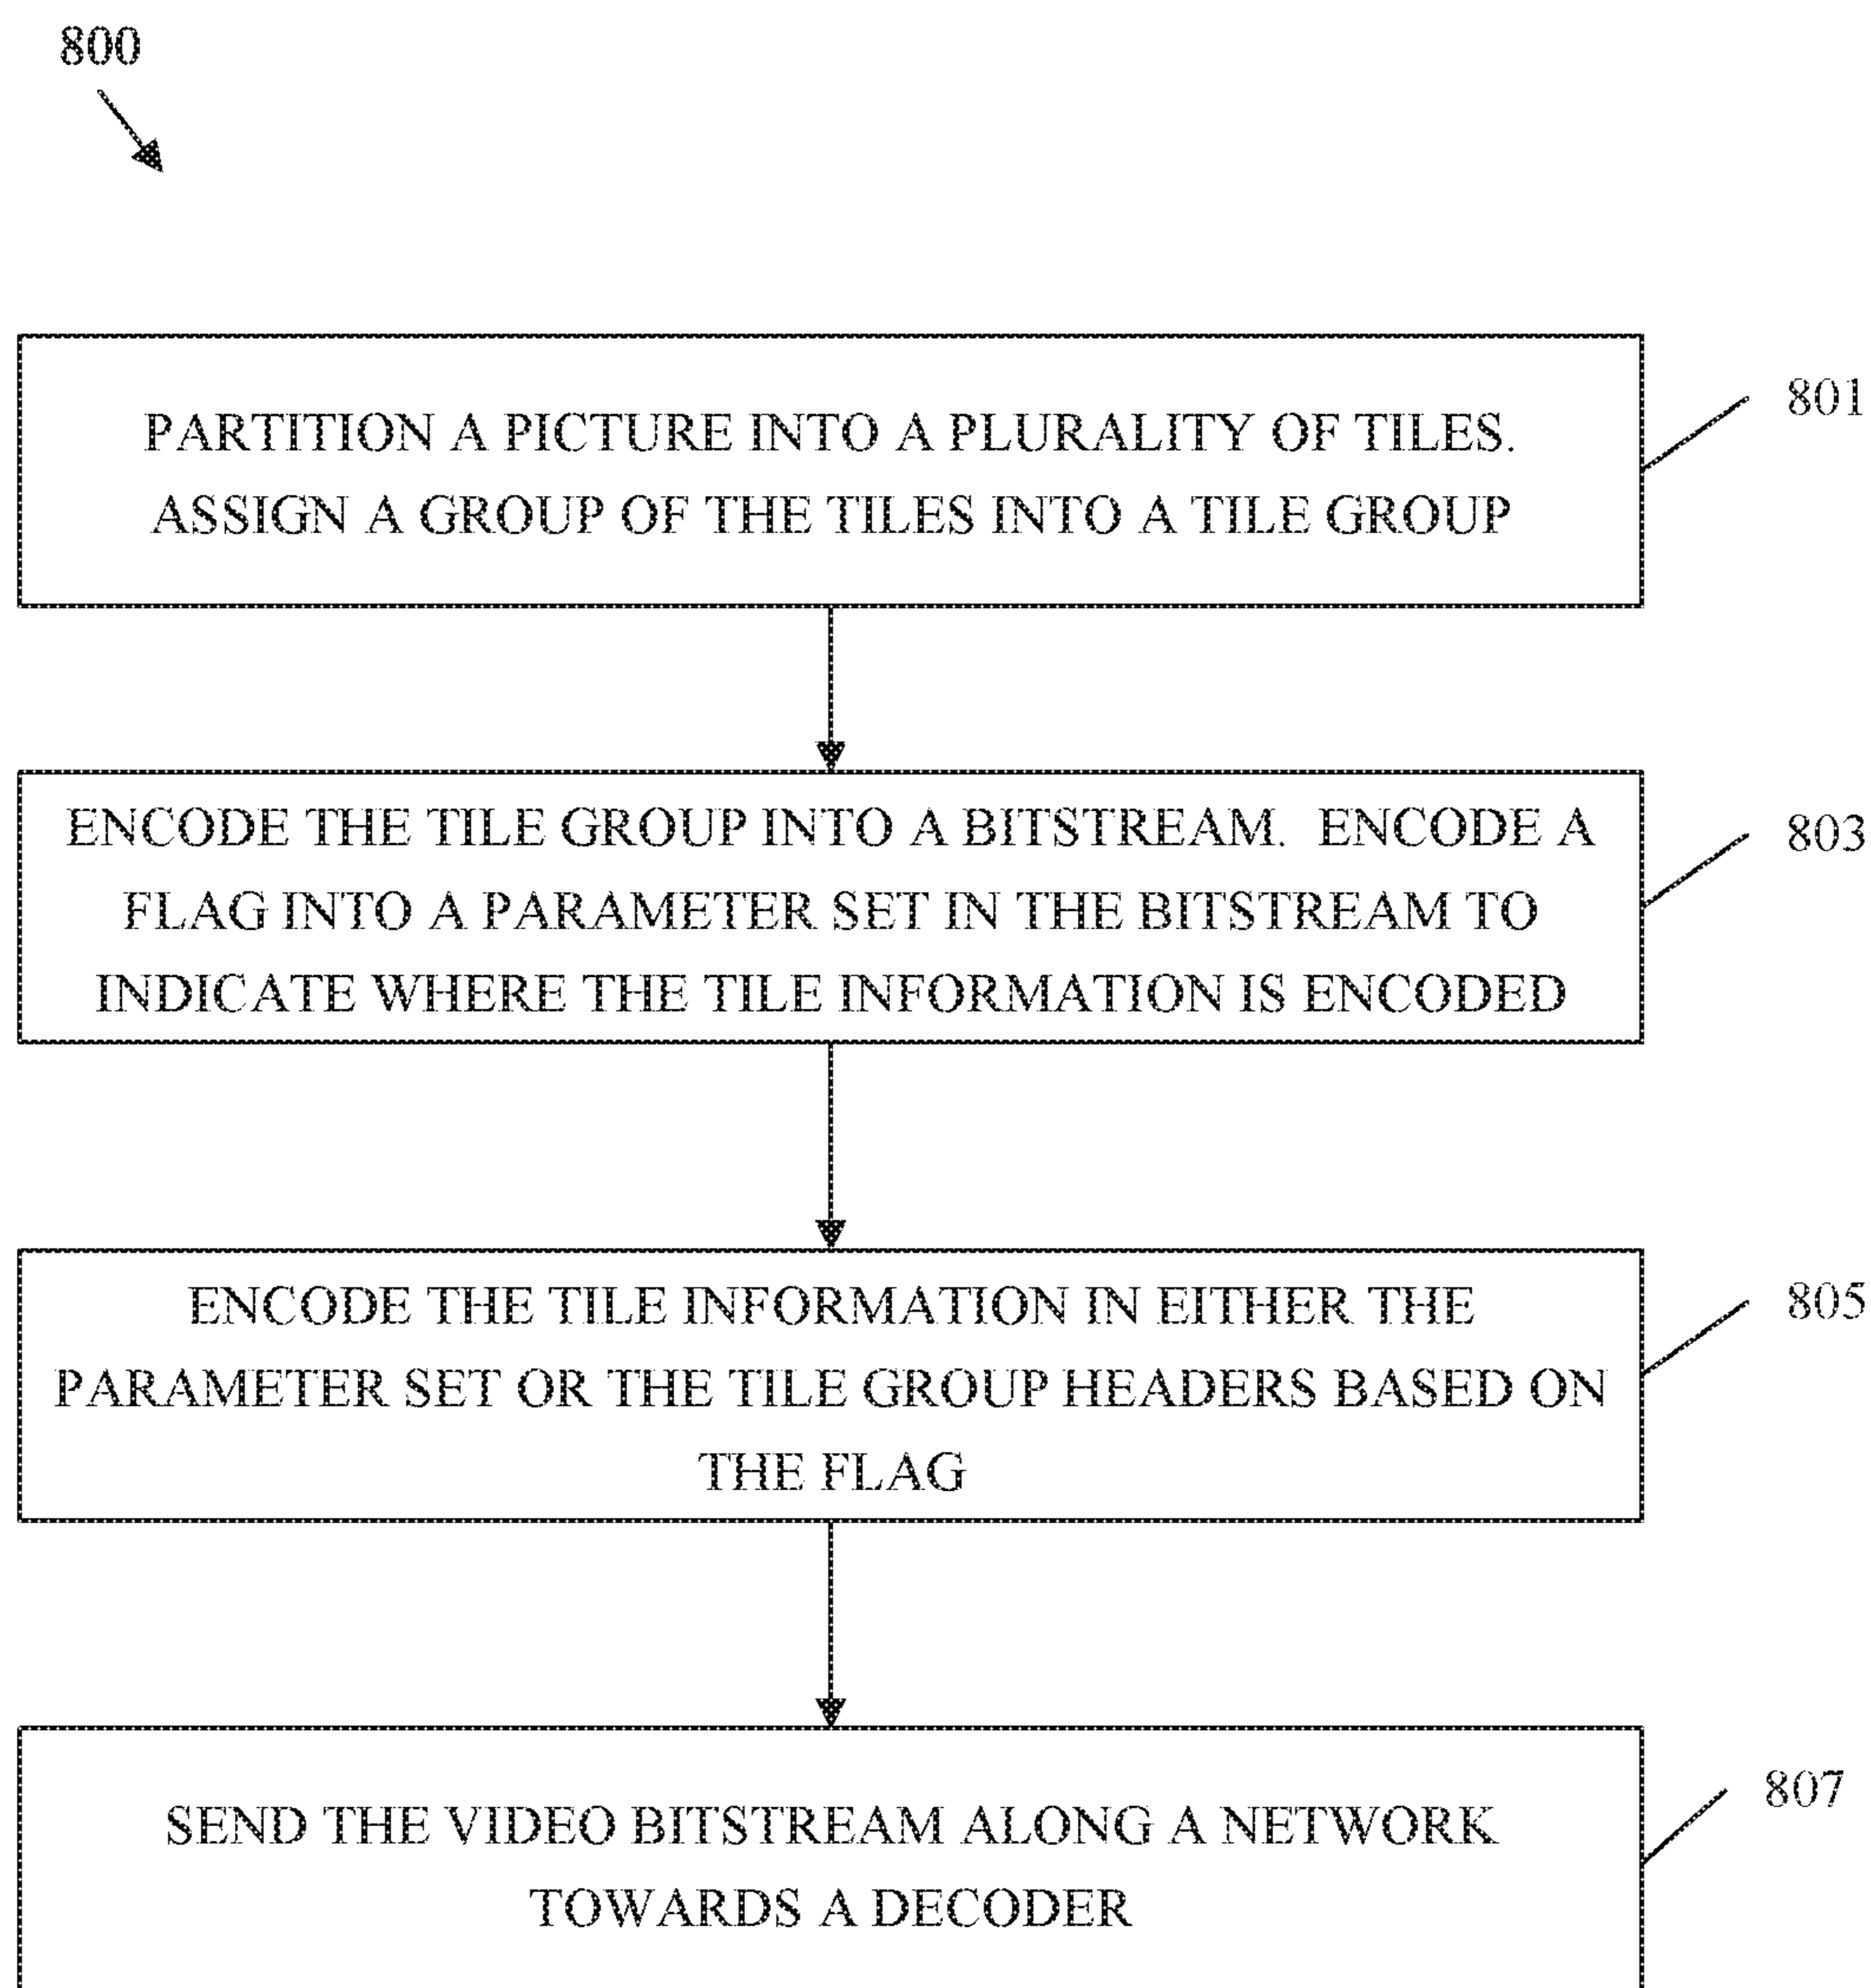 800
PARTITION A PICTURE INTO A PLURALITY OF TILES.
ASSIGN A GROUP OF THE TILES INTO A TILE GROUP
801
ENCODE THE TILE GROUP INTO A BITSTREAM. ENCODE A
FLAG INTO A PARAMETER SET IN THE BITSTREAM TO
INDICATE WHERE THE TILE INFORMATION IS ENCODED
803
ENCODE THE TILE INFORMATION IN EITHER THE
PARAMETER SET OR THE TILE GROUP HEADERS BASED ON
THE FLAG
805
SEND THE VIDEO BITSTREAM ALONG A NETWORK
TOWARDS A DECODER
807